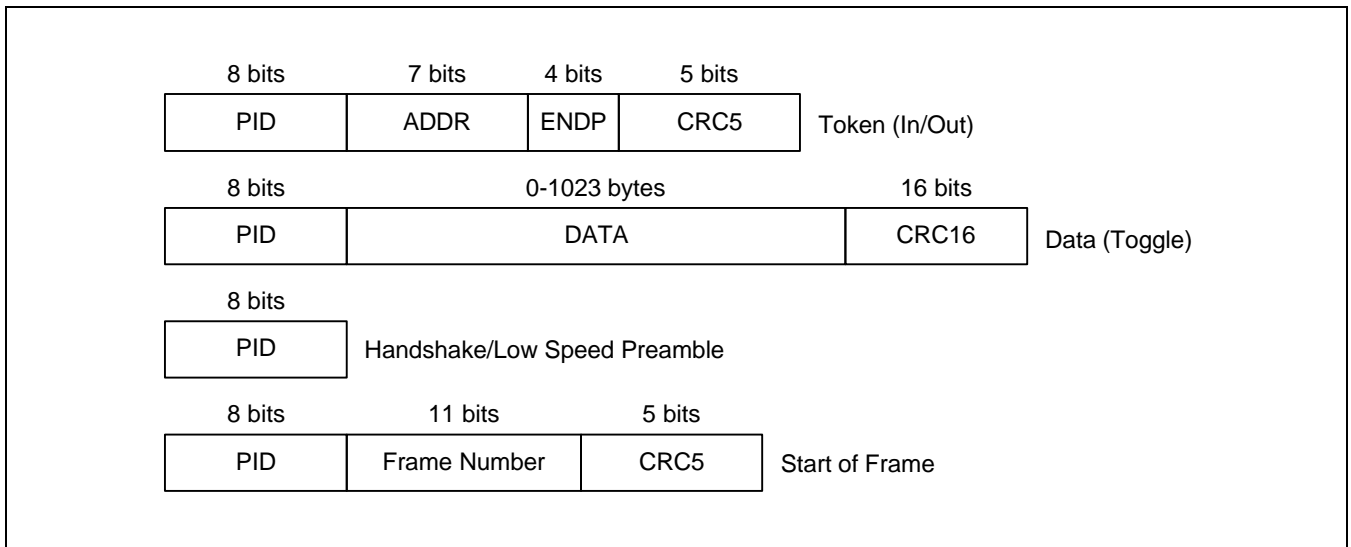 8 bits 7 bits 4 bits 5 bits
PID ADDR ENDP CRC5 Token (In/Out)
8 bits 0-1023 bytes 16 bits
PID DATA CRC16 Data (Toggle)
8 bits
PID Handshake/Low Speed Preamble
8 bits 11 bits 5 bits
PID Frame Number CRC5 Start of Frame